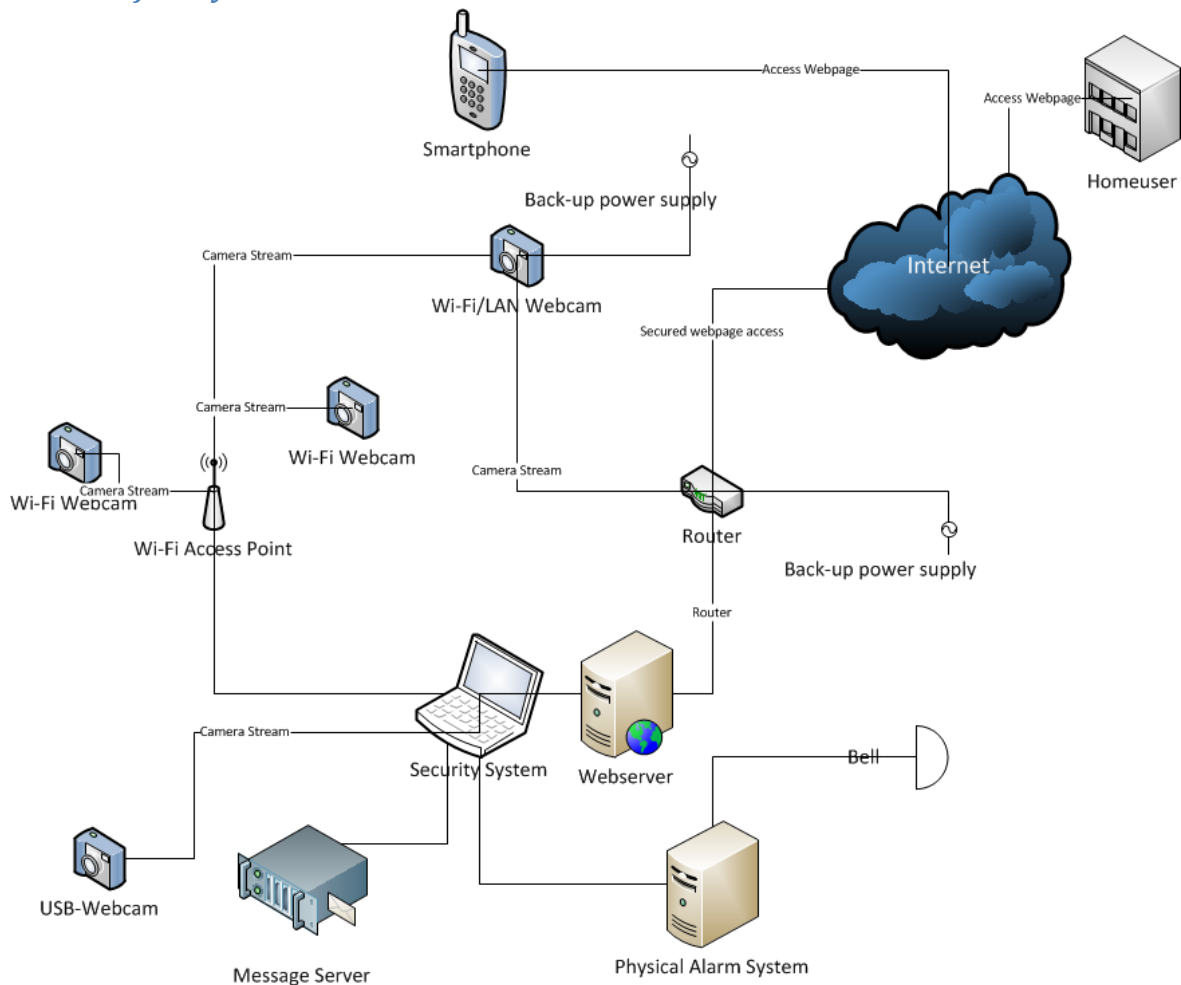 Access Webpage
Access Webpage
Smartphone
Homeuser
Back-up power supply
Camera Stream
Internet
Wi-Fi/LAN Webcam
Secured webpage access
Camera Stream
Wi-Fi Webcam
Camera Stream
Camera Stream
Wi-Fi Webcam
Router
Wi-Fi Access Point
Back-up power supply
Router
Camera Stream
Security System
Webserver
Bell
USB-Webcam
Message Server
Physical Alarm System